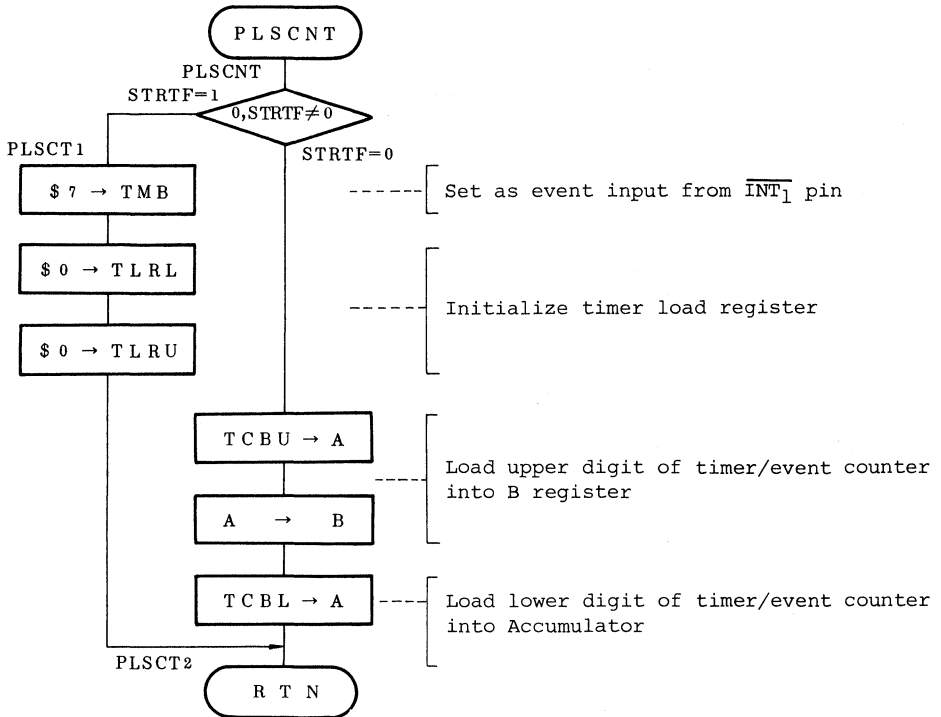 PLSCNT
PLSCNT
STRTF=1
0,STRTF≠0
STRTF=0
PLSCT1
$7 → TMB
Set as event input from INT1 pin
$0 → TLRL
Initialize timer load register
$0 → TLRU
TCBU → A
Load upper digit of timer/event counter
into B register
A → B
TCBL → A
Load lower digit of timer/event counter
into Accumulator
PLSCT2
RTN